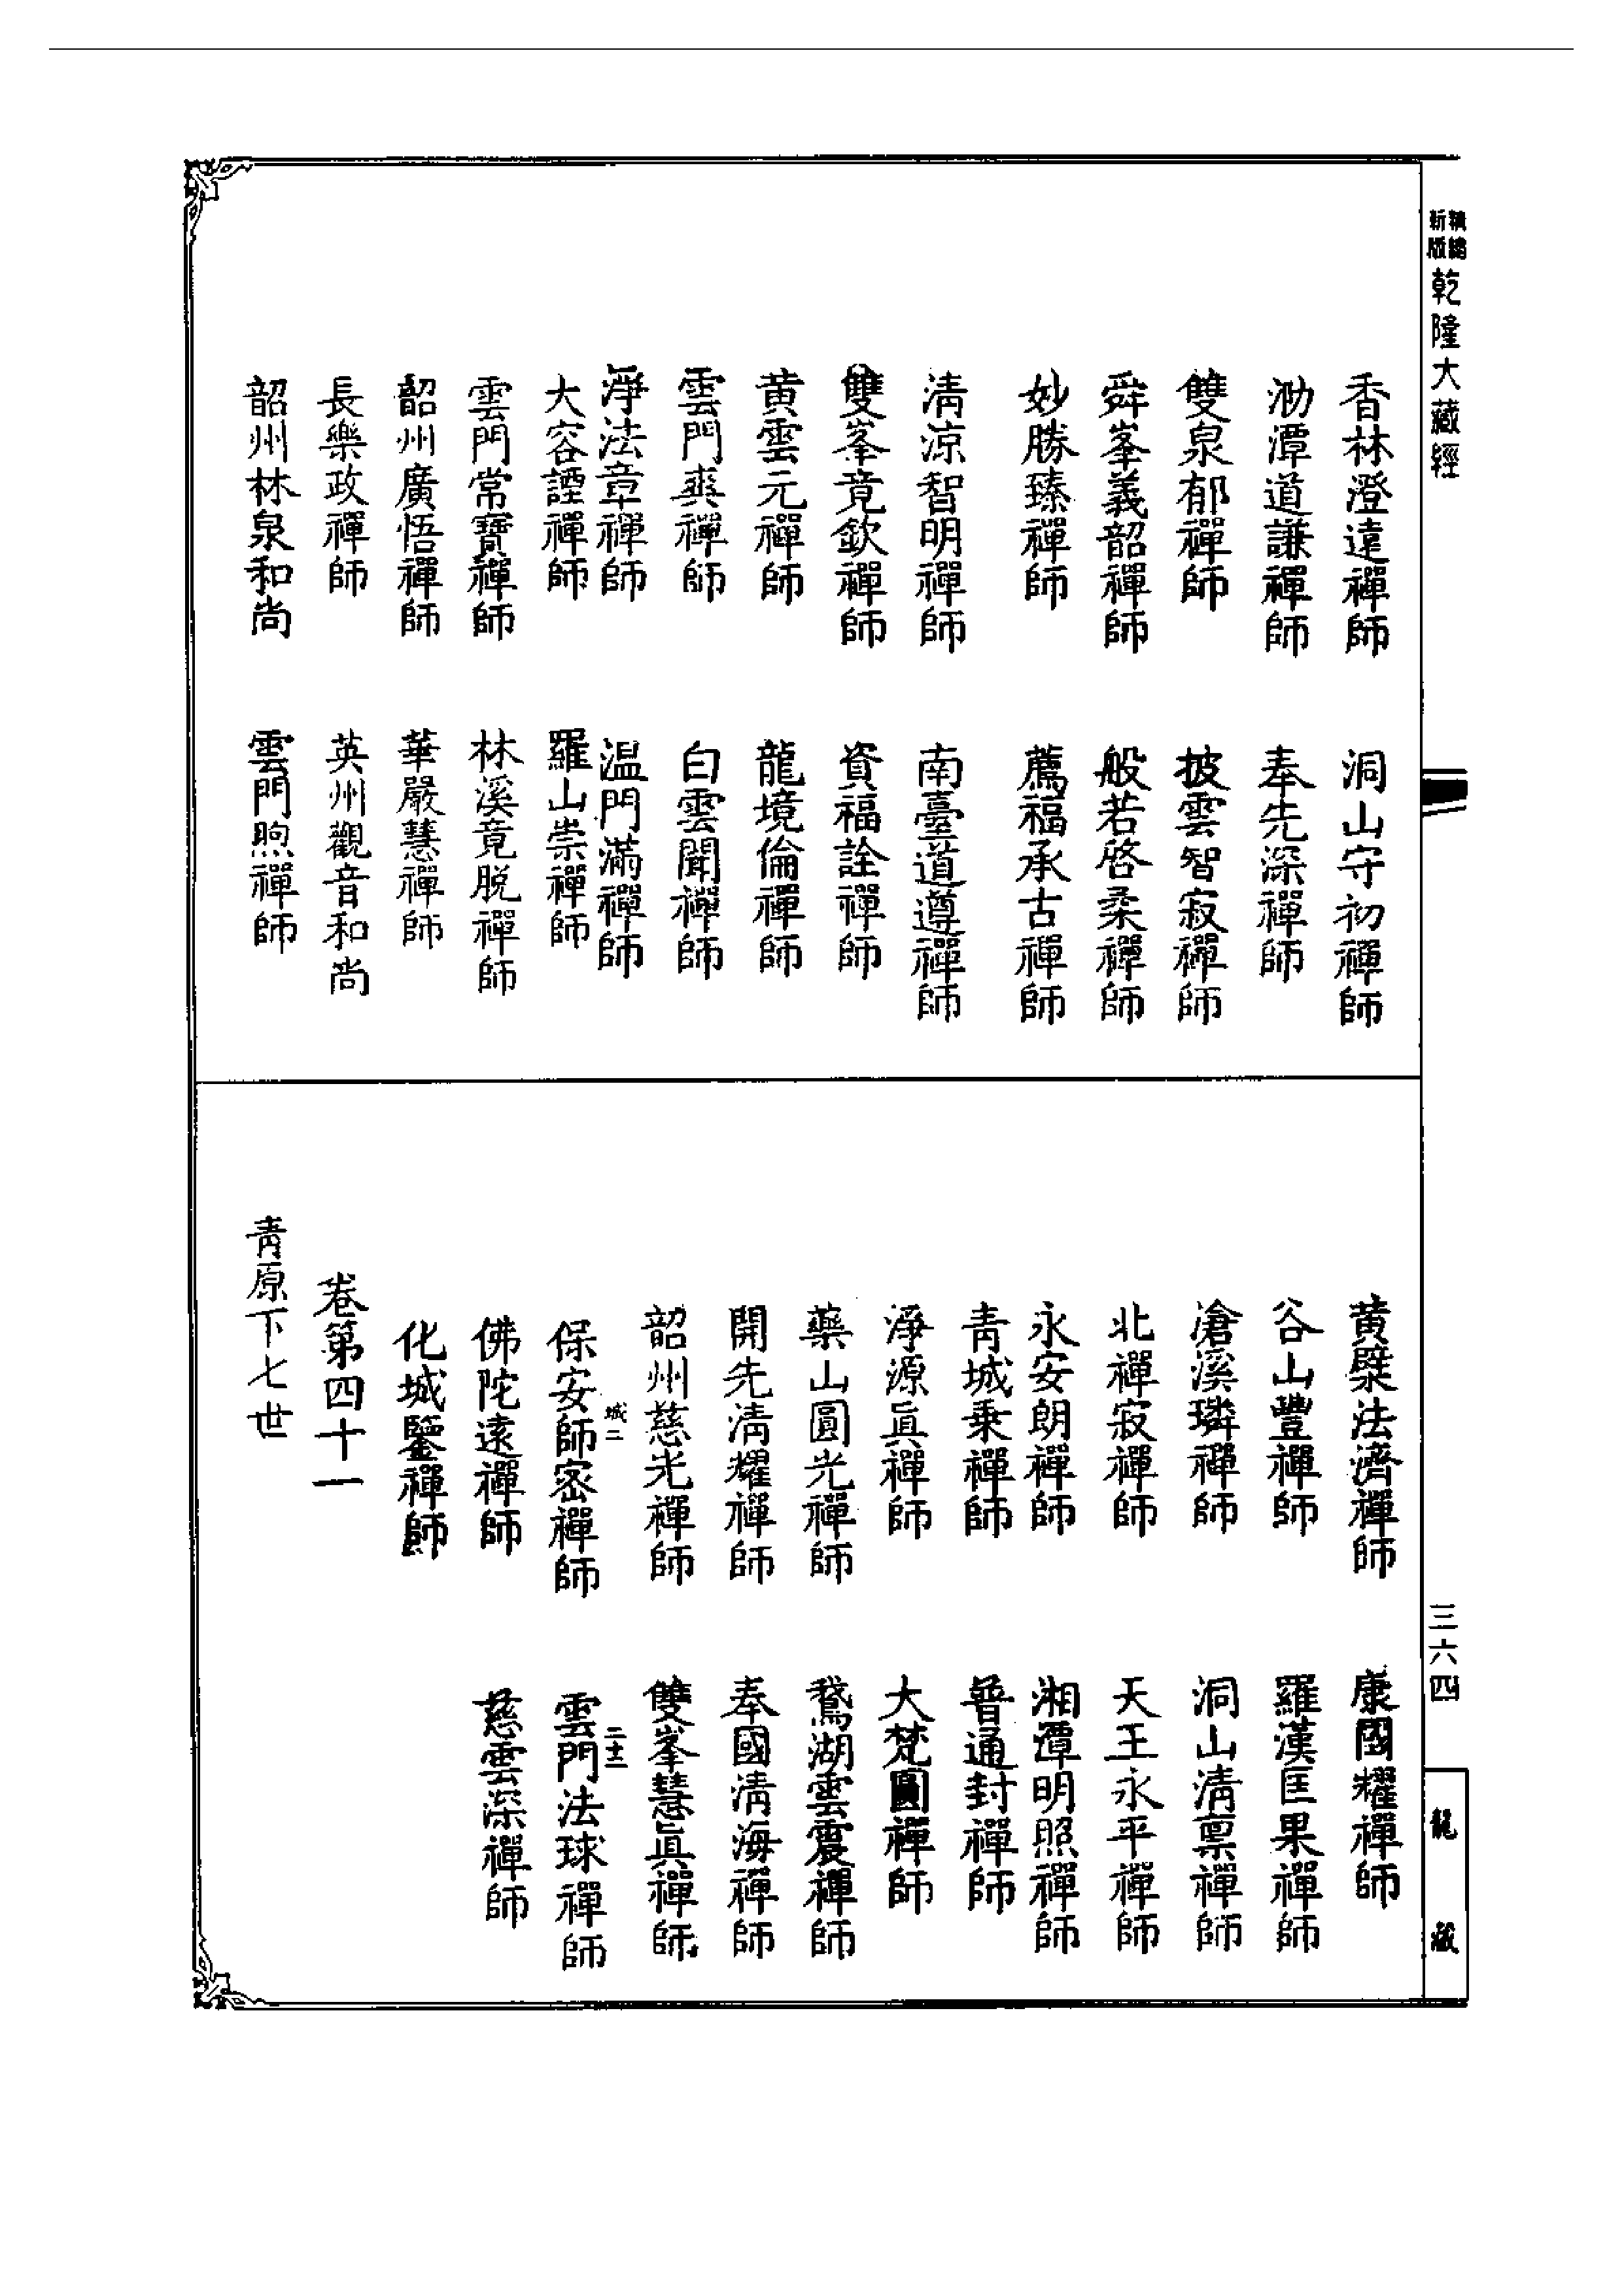 新版精縮
乾隆大藏經
香林澄遠禪師 洞山守初禪師
泐潭道謙禪師 奉先深禪師
雙泉郁禪師 披雲智寂禪師
舜峯義韶禪師 般若啓柔禪師
妙勝臻禪師 薦福承古禪師
清涼智明禪師 南臺道遵禪師
雙峯竟欽禪師 資福詮禪師
黄雲元禪師 龍境倫禪師
雲門爽禪師 白雲聞禪師
淨法章禪師 温門滿禪師
大容諲禪師 羅山崇禪師
雲門常寶禪師 林溪竟脫禪師
韶州廣悟禪師 華嚴慧禪師
長樂政禪師 英州觀音和尚
韶州林泉和尚 雲門煦禪師
黄檗法濟禪師 康國耀禪師
谷山豐禪師 羅漢匡果禪師
滄溪璘禪師 洞山清稟禪師
北禪寂禪師 天王永平禪師
永安朗禪師 湘潭明照禪師
青城乘禪師 普通封禪師
淨源眞禪師 大梵圓禪師
藥山圓光禪師 鵞湖雲震禪師
開先清耀禪師 奉國清海禪師
韶州慈光禪師 雙峯慧眞禪師
城二 二十二
保安師密禪師 雲門法球禪師
佛陀遠禪師 慈雲深禪師
化城鑒禪師
卷第四十一
青原下七世
三六四
龍藏